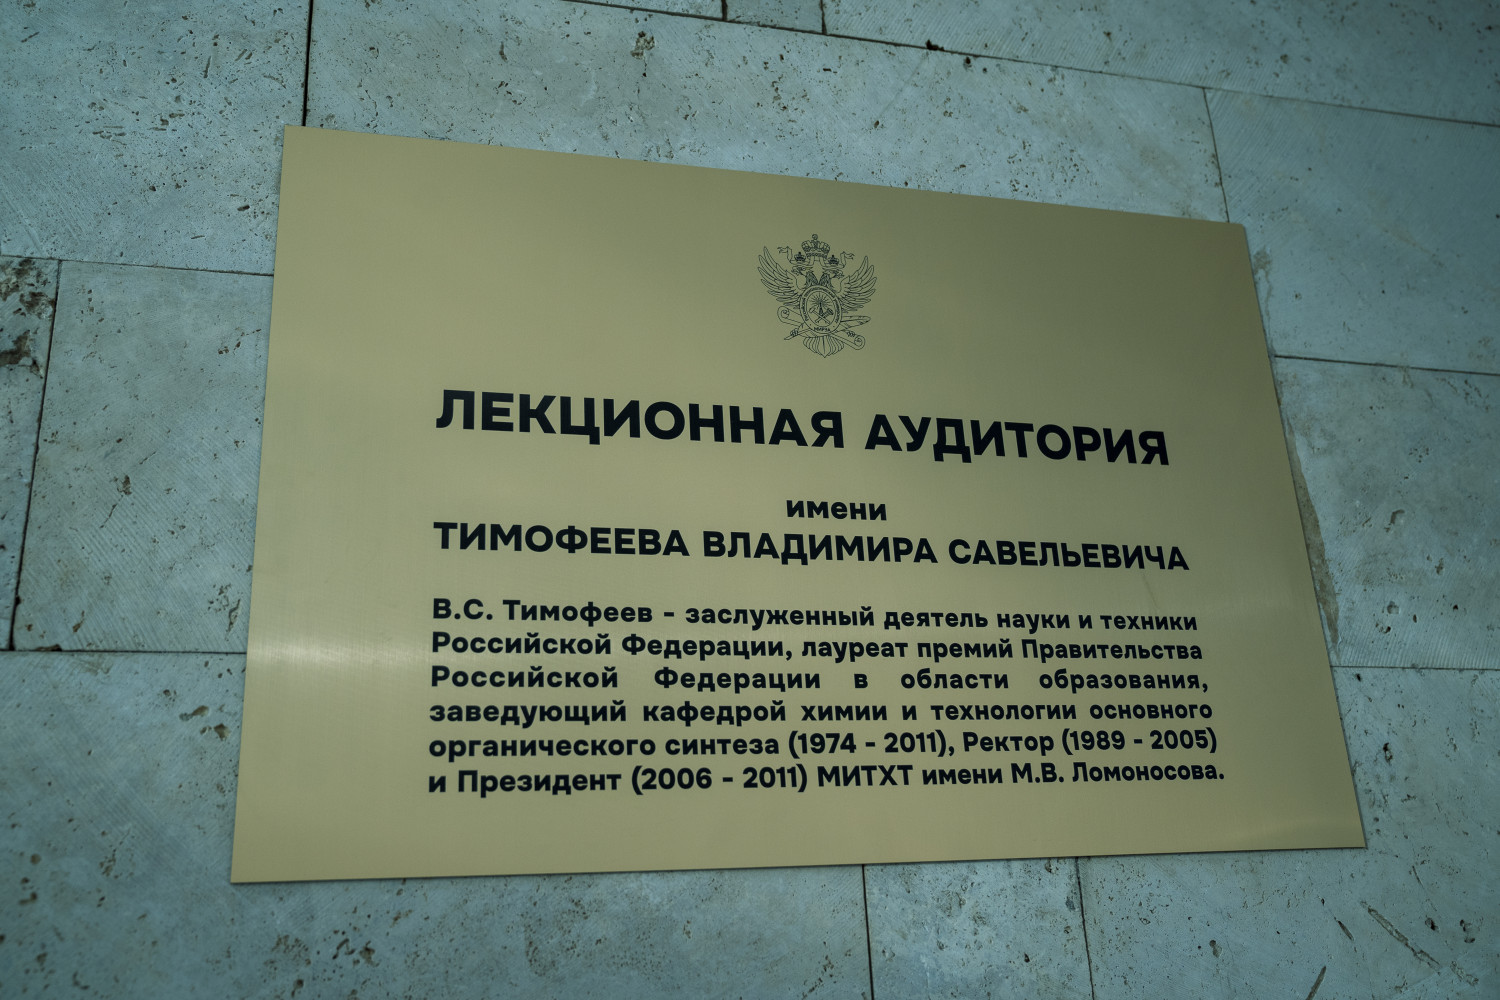 ЛЕКЦИОННАЯ АУДИТОРИЯ
имени
ТИМОФЕЕВА ВЛАДИМИРА САВЕЛЬЕВИЧА
В.С. Тимофеев - заслуженный деятель науки и техники
Российской Федерации, лауреат премий Правительства
Российской Федерации в области образования,
заведующий кафедрой химии и технологии основного
органического синтеза (1974 - 2011), Ректор (1989 - 2005)
и Президент (2006 - 2011) МИТХТ имени М.В. Ломоносова.